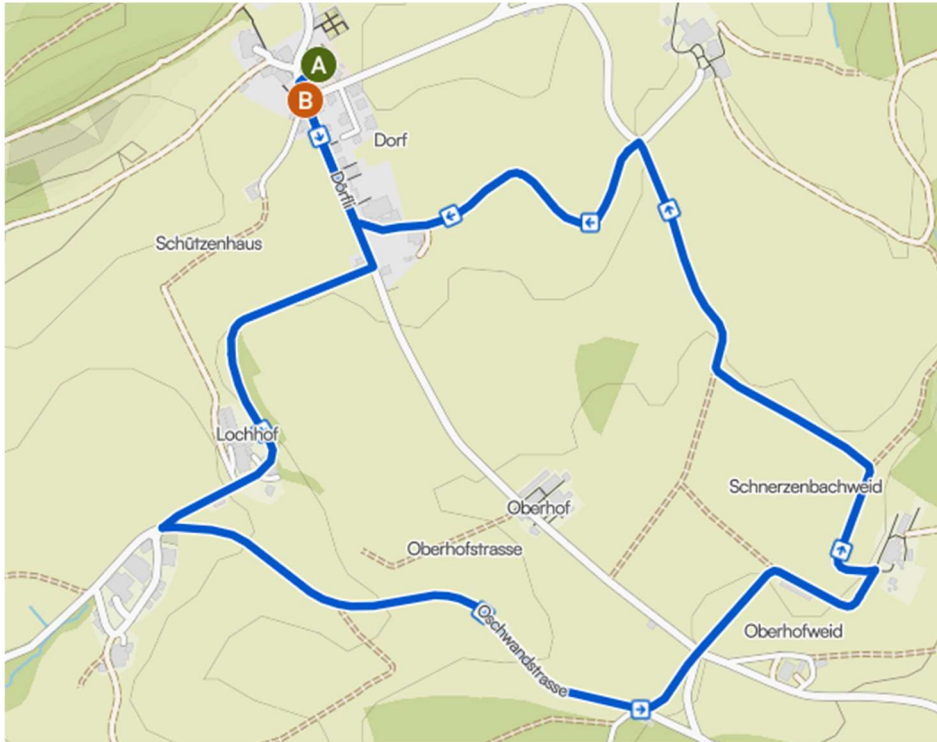 A
B
Dorf
Dörfli
Schützenhaus
Lochhof
Schnerzenbachweid
Oberhof
Oberhofstrasse
Oschwandstrasse
Oberhofweid